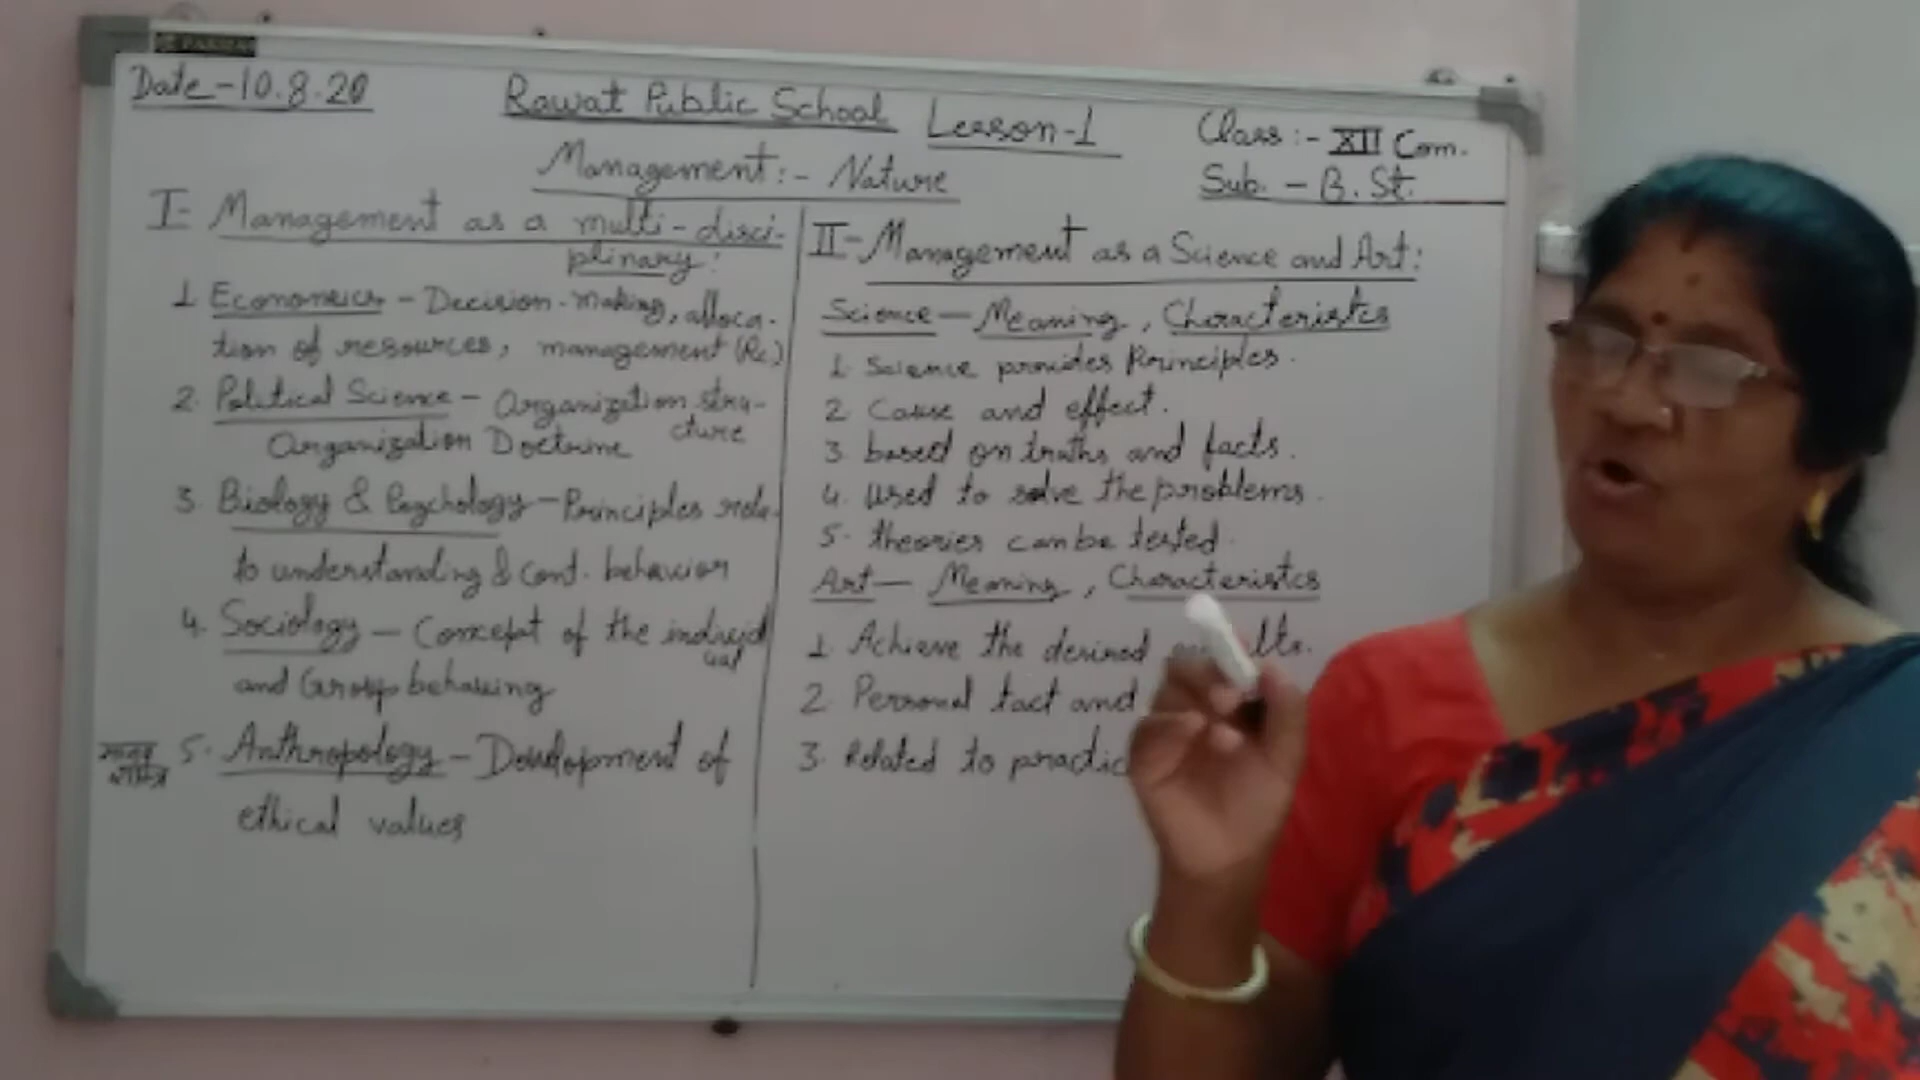 Date-10.8.20
Rawat Public School
Lesson-1
Class:- XII Com.
Sub. - B. St.
Management:- Nature
I- Management as a multi-disci-
plinary:
1 Economics - Decision-making, alloca-
tion of resources, management (Rc)
2. Political Science - Organization stru-
cture
Organization Doctrine
3. Biology & Psychology - Principles rela.
to understanding & cont. behavior
4. Sociology - Concept of the individ
ual
and Group behaving
5. Anthropology - Development of
ethical values
II- Management as a Science and Art:
Science - Meaning, Characteristcs
1. Science provides Principles.
2 Cause and effect.
3. based on truths and facts.
4. Used to solve the problems.
5. theories can be tested.
Art - Meaning, Characteristcs
1. Achieve the desired
2. Personal tact and
3. Related to practic